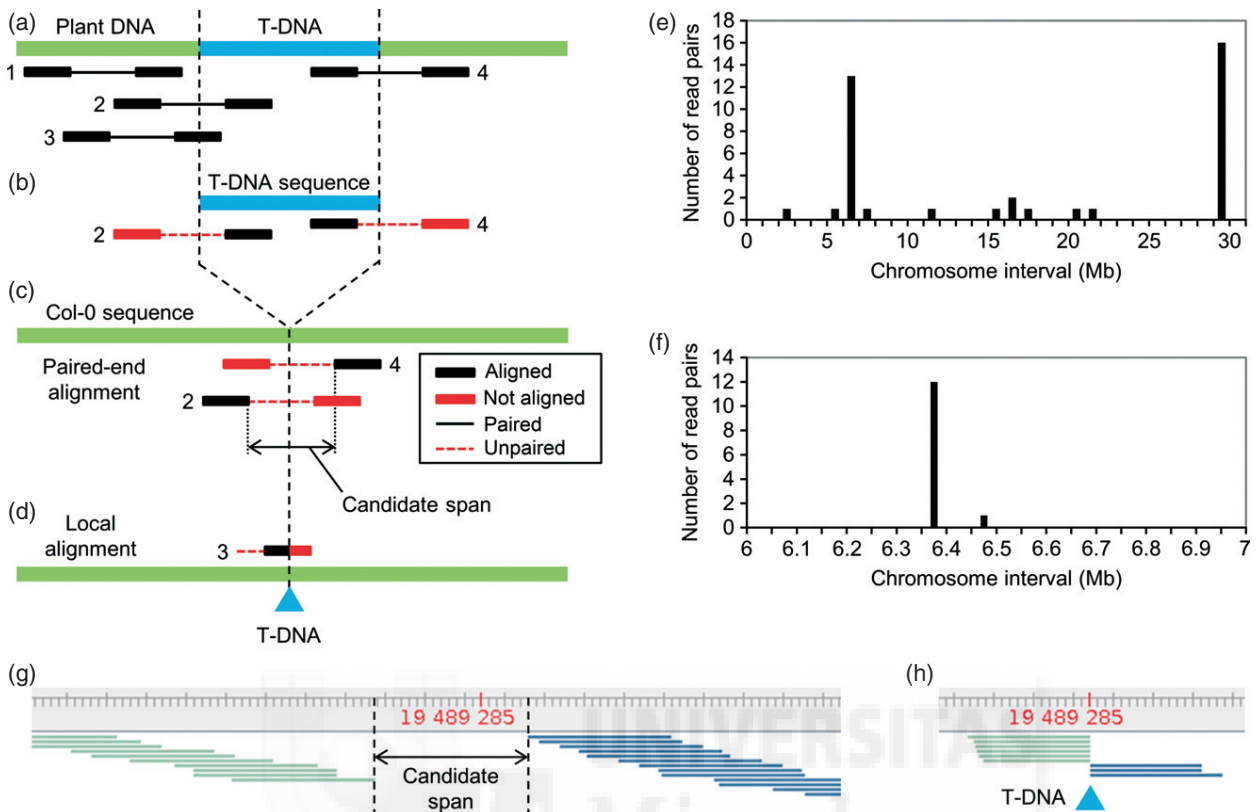 (a)
Plant DNA
T-DNA
1
4
2
3
(b)
T-DNA sequence
2
4
(c)
Col-0 sequence
Paired-end
alignment
4
2
Aligned
Not aligned
Paired
Unpaired
Candidate span
(d)
Local
alignment
3
T-DNA
(e)
Number of read pairs
18
16
14
12
10
8
6
4
2
0
0 5 10 15 20 25 30
Chromosome interval (Mb)
(f)
Number of read pairs
14
12
10
8
6
4
2
0
6 6.1 6.2 6.3 6.4 6.5 6.6 6.7 6.8 6.9 7
Chromosome interval (Mb)
(g)
19 489 285
Candidate
span
UNIVERSITAS
(h)
19 489 285
T-DNA